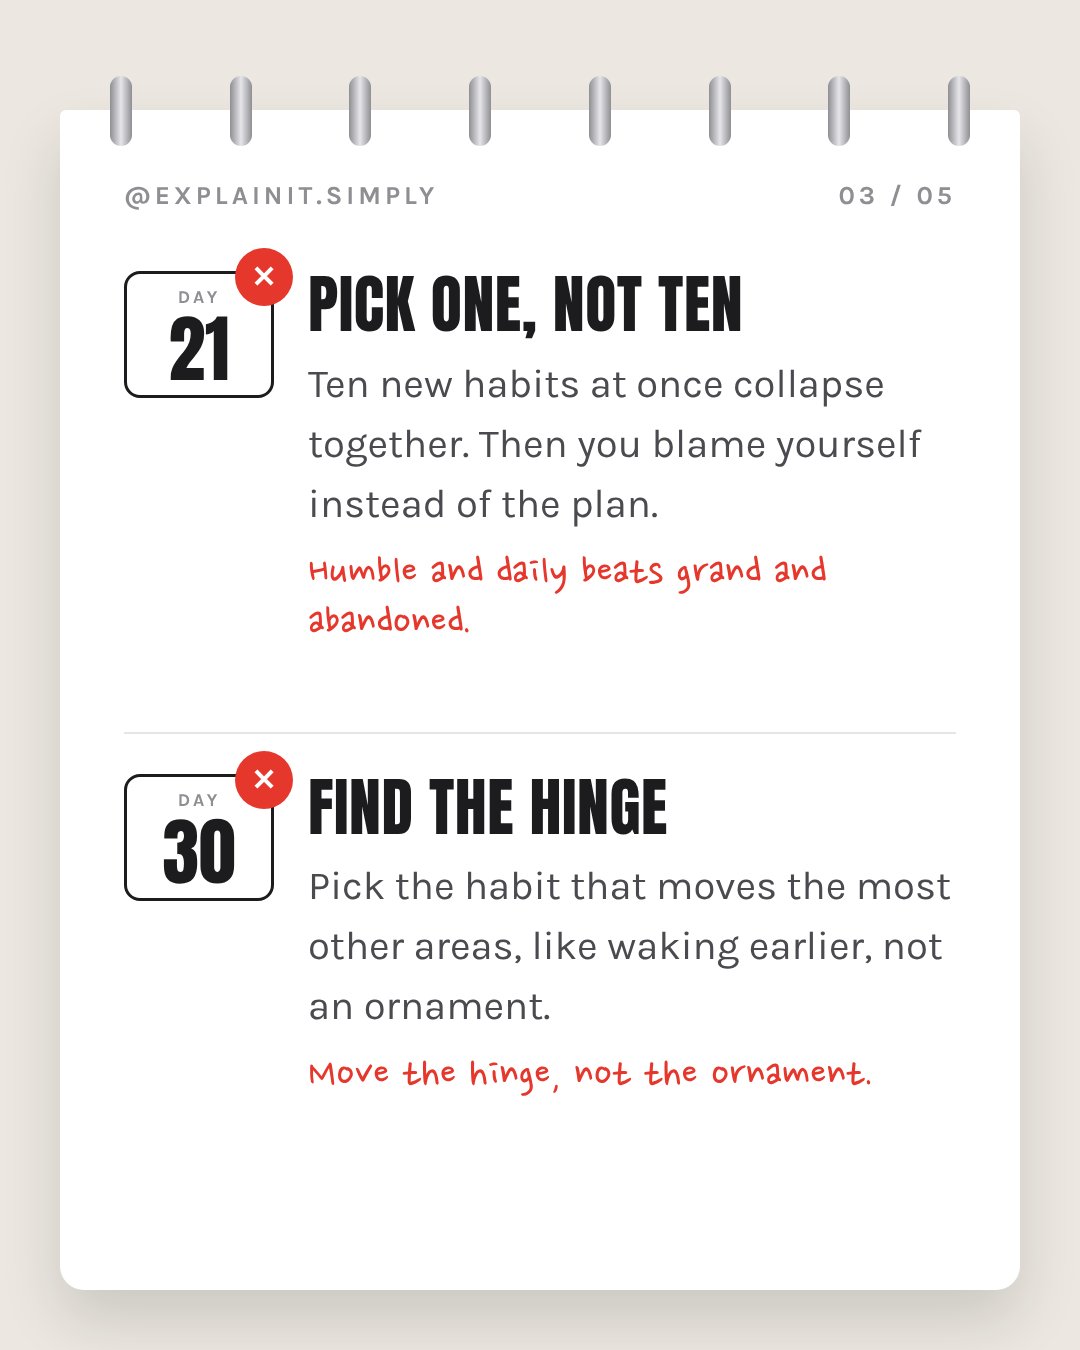 @EXPLAINIT.SIMPLY
03 / 05
DAY
21
PICK ONE, NOT TEN
Ten new habits at once collapse
together. Then you blame yourself
instead of the plan.
Humble and daily beats grand and
abandoned.
DAY
30
FIND THE HINGE
Pick the habit that moves the most
other areas, like waking earlier, not
an ornament.
Move the hinge, not the ornament.